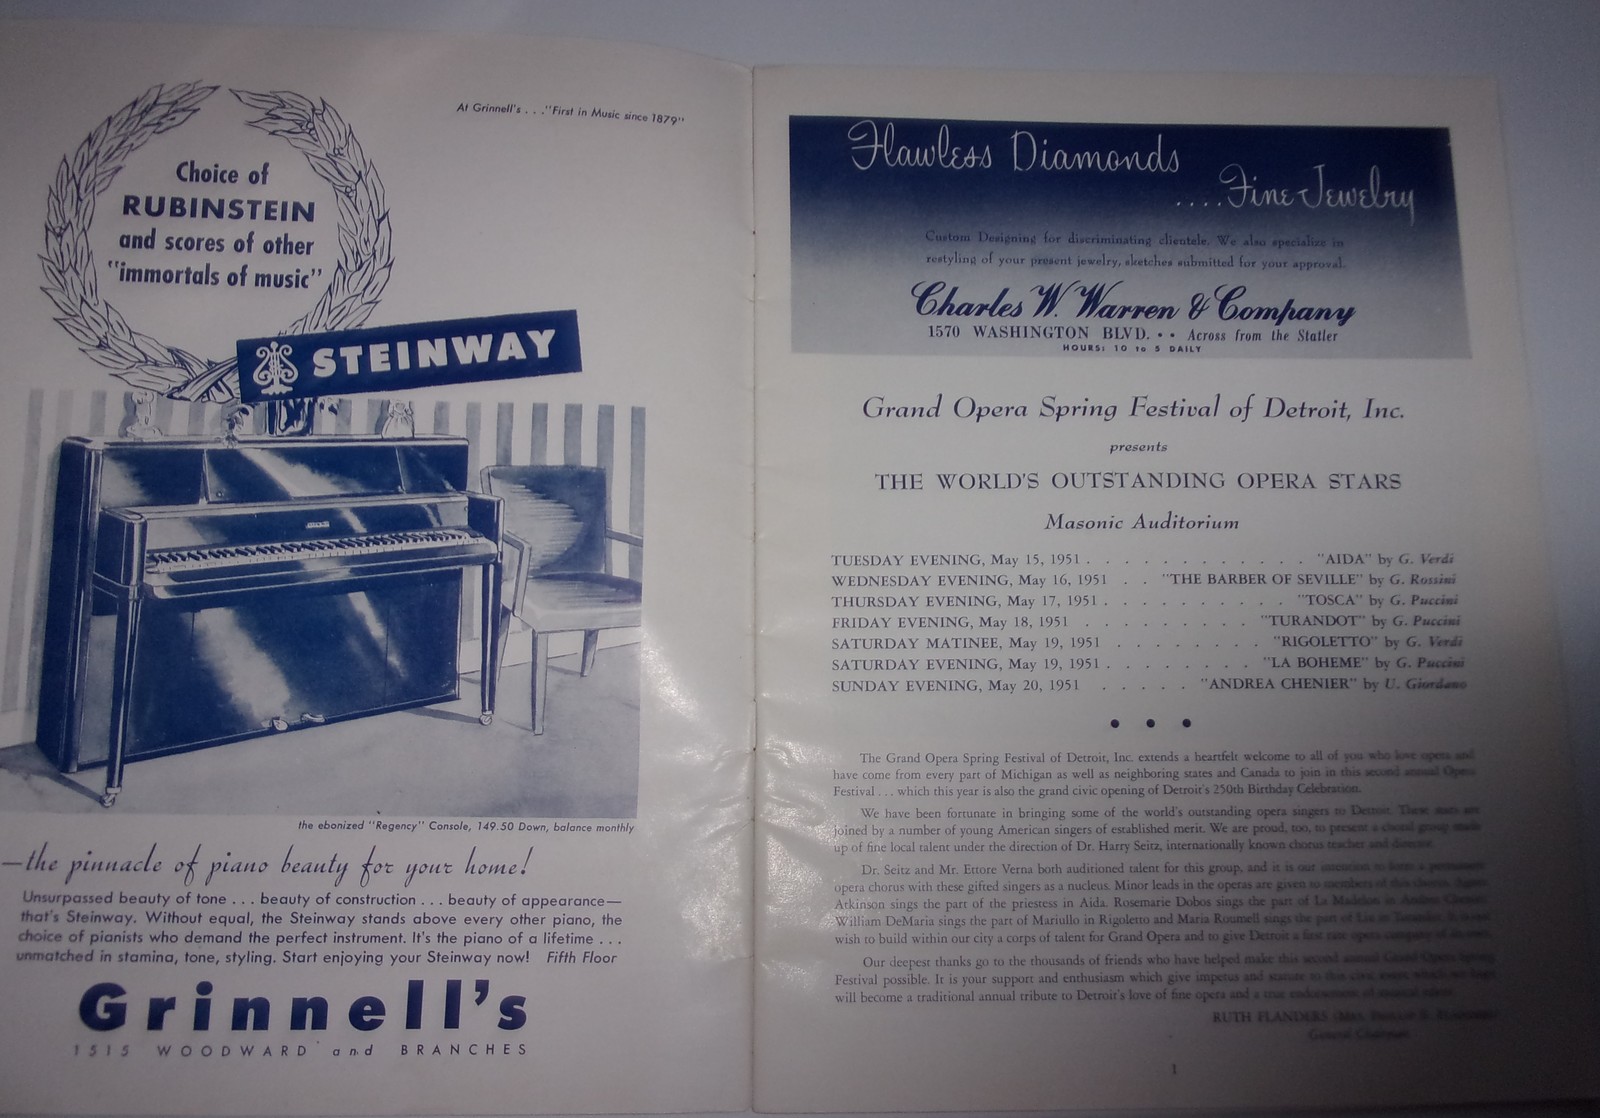 At Grinnell's . . . "First in Music since 1879"
Choice of
RUBINSTEIN
and scores of other
"immortals of music"
STEINWAY
the ebonized "Regency" Console, 149.50 Down, balance monthly
—the pinnacle of piano beauty for your home!
Unsurpassed beauty of tone . . . beauty of construction . . . beauty of appearance—
that's Steinway. Without equal, the Steinway stands above every other piano, the
choice of pianists who demand the perfect instrument. It's the piano of a lifetime . . .
unmatched in stamina, tone, styling. Start enjoying your Steinway now! Fifth Floor
Grinnell's
1515 WOODWARD and BRANCHES
Flawless Diamonds
. . . . Fine Jewelry
Custom Designing for discriminating clientele. We also specialize in
restyling of your present jewelry, sketches submitted for your approval.
Charles W. Warren & Company
1570 WASHINGTON BLVD. • • Across from the Statler
HOURS: 10 to 5 DAILY
Grand Opera Spring Festival of Detroit, Inc.
presents
THE WORLD'S OUTSTANDING OPERA STARS
Masonic Auditorium
TUESDAY EVENING, May 15, 1951 . . . . . . . . . . . . "AIDA" by G. Verdi
WEDNESDAY EVENING, May 16, 1951 . . "THE BARBER OF SEVILLE" by G. Rossini
THURSDAY EVENING, May 17, 1951 . . . . . . . . . . "TOSCA" by G. Puccini
FRIDAY EVENING, May 18, 1951 . . . . . . . . . "TURANDOT" by G. Puccini
SATURDAY MATINEE, May 19, 1951 . . . . . . . . "RIGOLETTO" by G. Verdi
SATURDAY EVENING, May 19, 1951 . . . . . . . . "LA BOHEME" by G. Puccini
SUNDAY EVENING, May 20, 1951 . . . . . "ANDREA CHENIER" by U. Giordano
• • •
The Grand Opera Spring Festival of Detroit, Inc. extends a heartfelt welcome to all of you who love opera and
have come from every part of Michigan as well as neighboring states and Canada to join in this second annual Opera
Festival . . . which this year is also the grand civic opening of Detroit's 250th Birthday Celebration.
We have been fortunate in bringing some of the world's outstanding opera singers to Detroit. These stars are
joined by a number of young American singers of established merit. We are proud, too, to present a choral group made
up of fine local talent under the direction of Dr. Harry Seitz, internationally known chorus teacher and director.
Dr. Seitz and Mr. Ettore Verna both auditioned talent for this group, and it is our intention to form a permanent
opera chorus with these gifted singers as a nucleus. Minor leads in the operas are given to members of this chorus.
Atkinson sings the part of the priestess in Aida. Rosemarie Dobos sings the part of La Madelon in Andrea Chenier.
William DeMaria sings the part of Mariullo in Rigoletto and Maria Roumell sings the part of Liu in Turandot. It is our
wish to build within our city a corps of talent for Grand Opera and to give Detroit a first rate opera company of its own.
Our deepest thanks go to the thousands of friends who have helped make this second annual Grand Opera Spring
Festival possible. It is your support and enthusiasm which give impetus and stature to this civic event which we hope
will become a traditional annual tribute to Detroit's love of fine opera and a true endorsement of musical
RUTH FLANDERS
General Chairman
1